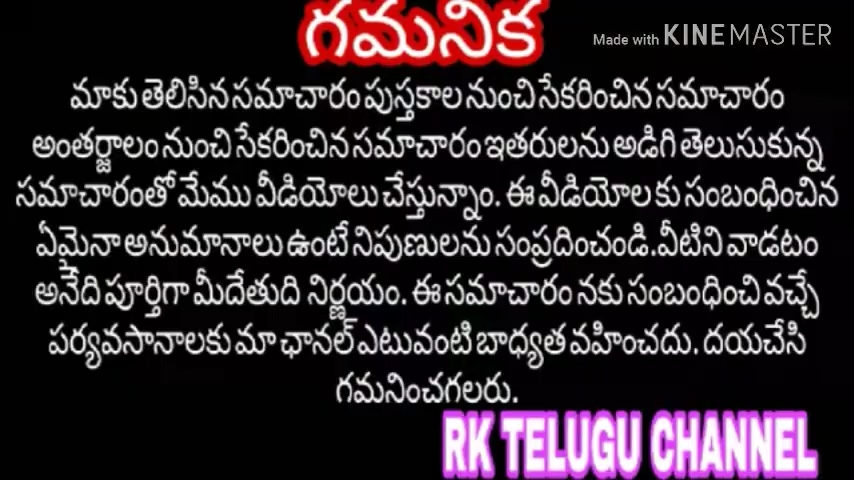 గమనిక
Made with KINEMASTER
మాకు తెలిసిన సమాచారం పుస్తకాల నుంచి సేకరించిన సమాచారం
అంతర్జాలం నుంచి సేకరించిన సమాచారం ఇతరులను అడిగి తెలుసుకున్న
సమాచారంతో మేము వీడియోలు చేస్తున్నాం. ఈ వీడియోల కు సంబంధించిన
ఏమైనా అనుమానాలు ఉంటే నిపుణులను సంప్రదించండి.వీటిని వాడటం
అనేది పూర్తిగా మీదేతుది నిర్ణయం. ఈ సమాచారం నకు సంబంధించి వచ్చే
పర్యవసానాలకు మా ఛానల్ ఎటువంటి బాధ్యత వహించదు. దయచేసి
గమనించగలరు.
RK TELUGU CHANNEL